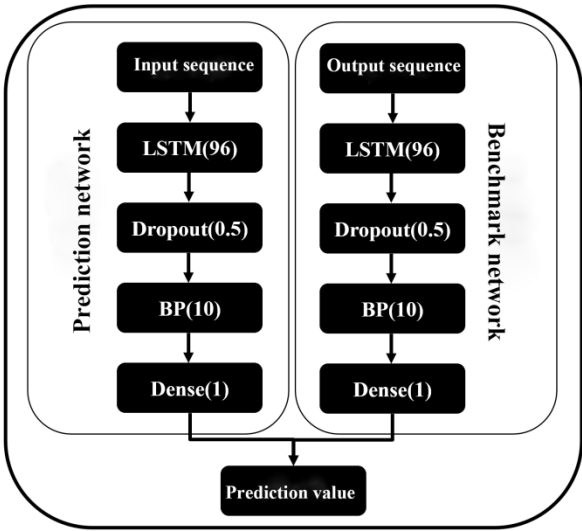 Prediction network
Input sequence
LSTM(96)
Dropout(0.5)
BP(10)
Dense(1)
Output sequence
LSTM(96)
Dropout(0.5)
BP(10)
Dense(1)
Benchmark network
Prediction value